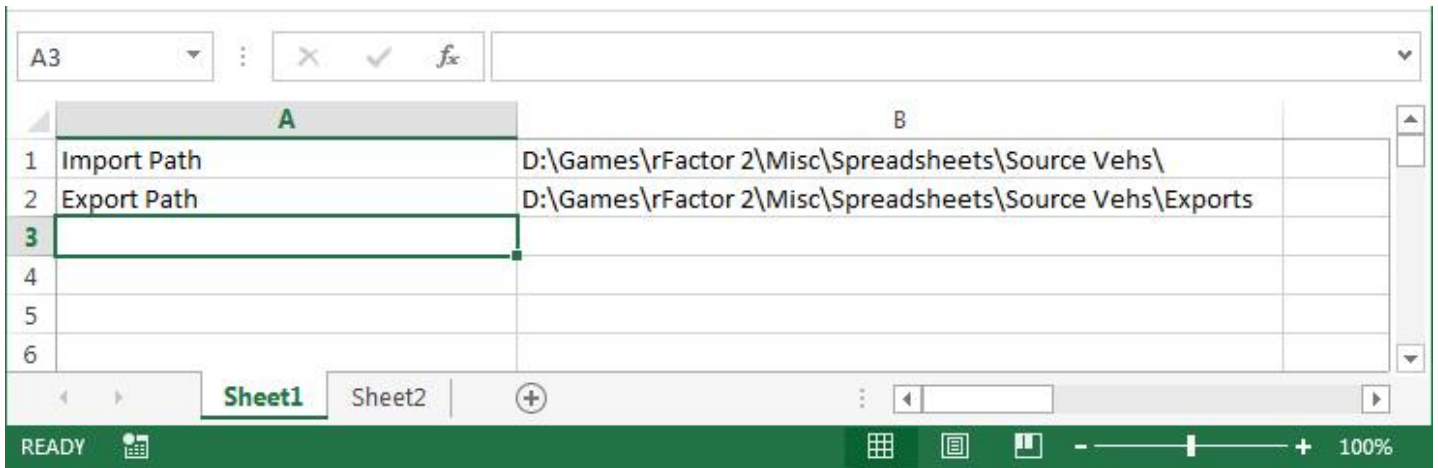 A3 fx
A B
1 Import Path D:\Games\rFactor 2\Misc\Spreadsheets\Source Vehs\
2 Export Path D:\Games\rFactor 2\Misc\Spreadsheets\Source Vehs\Exports
3
4
5
6
Sheet1 Sheet2
READY 100%